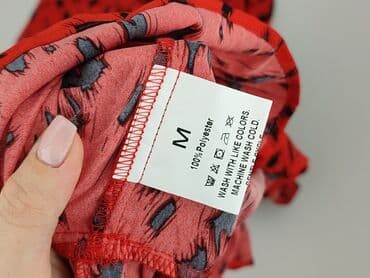 M
100% Polyester
WASH WITH LIKE COLORS.
MACHINE WASH COLD.